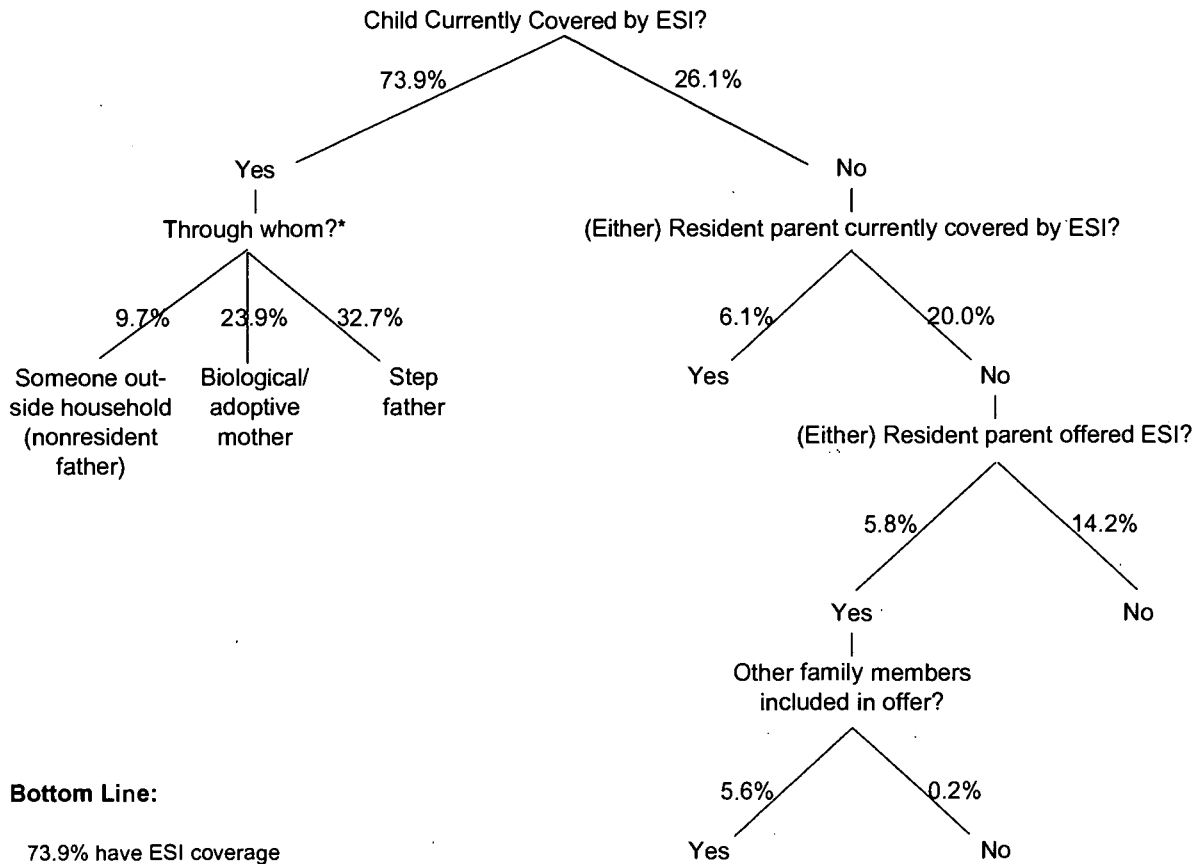 Child Currently Covered by ESI?
73.9%
26.1%
Yes
No
Through whom?*
(Either) Resident parent currently covered by ESI?
9.7%
23.9%
32.7%
6.1%
20.0%
Someone out-
side household
(nonresident
father)
Biological/
adoptive
mother
Step
father
Yes
No
(Either) Resident parent offered ESI?
5.8%
14.2%
Yes
No
Other family members
included in offer?
Bottom Line:
5.6%
0.2%
73.9% have ESI coverage
Yes
No